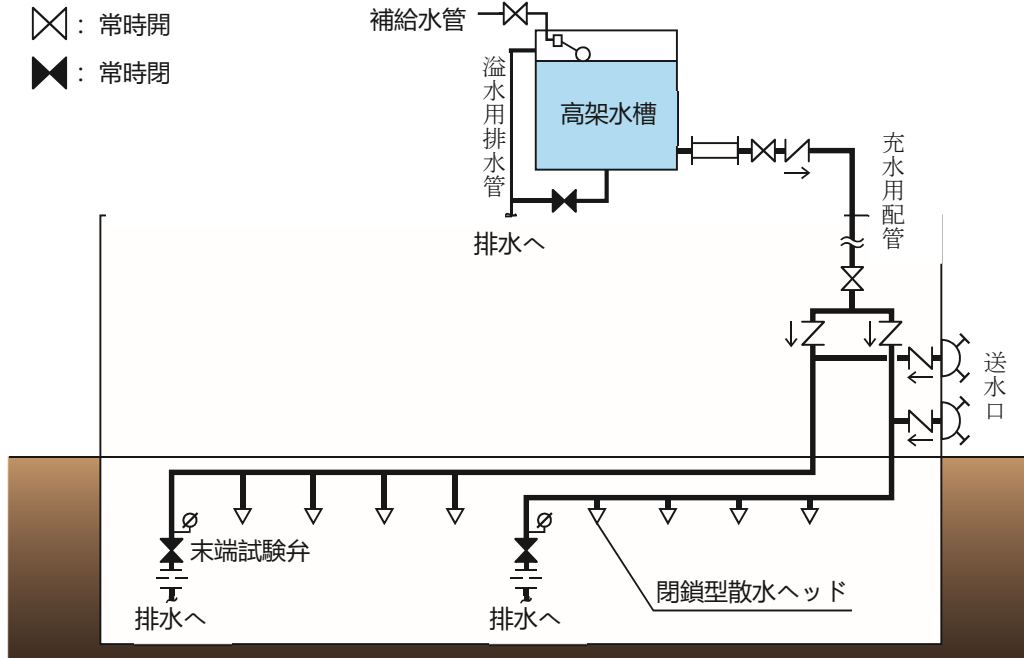 ：常時開
：常時閉
補給水管
溢水用排水管
高架水槽
充水用配管
排水へ
送水口
末端試験弁
閉鎖型散水ヘッド
排水へ
排水へ